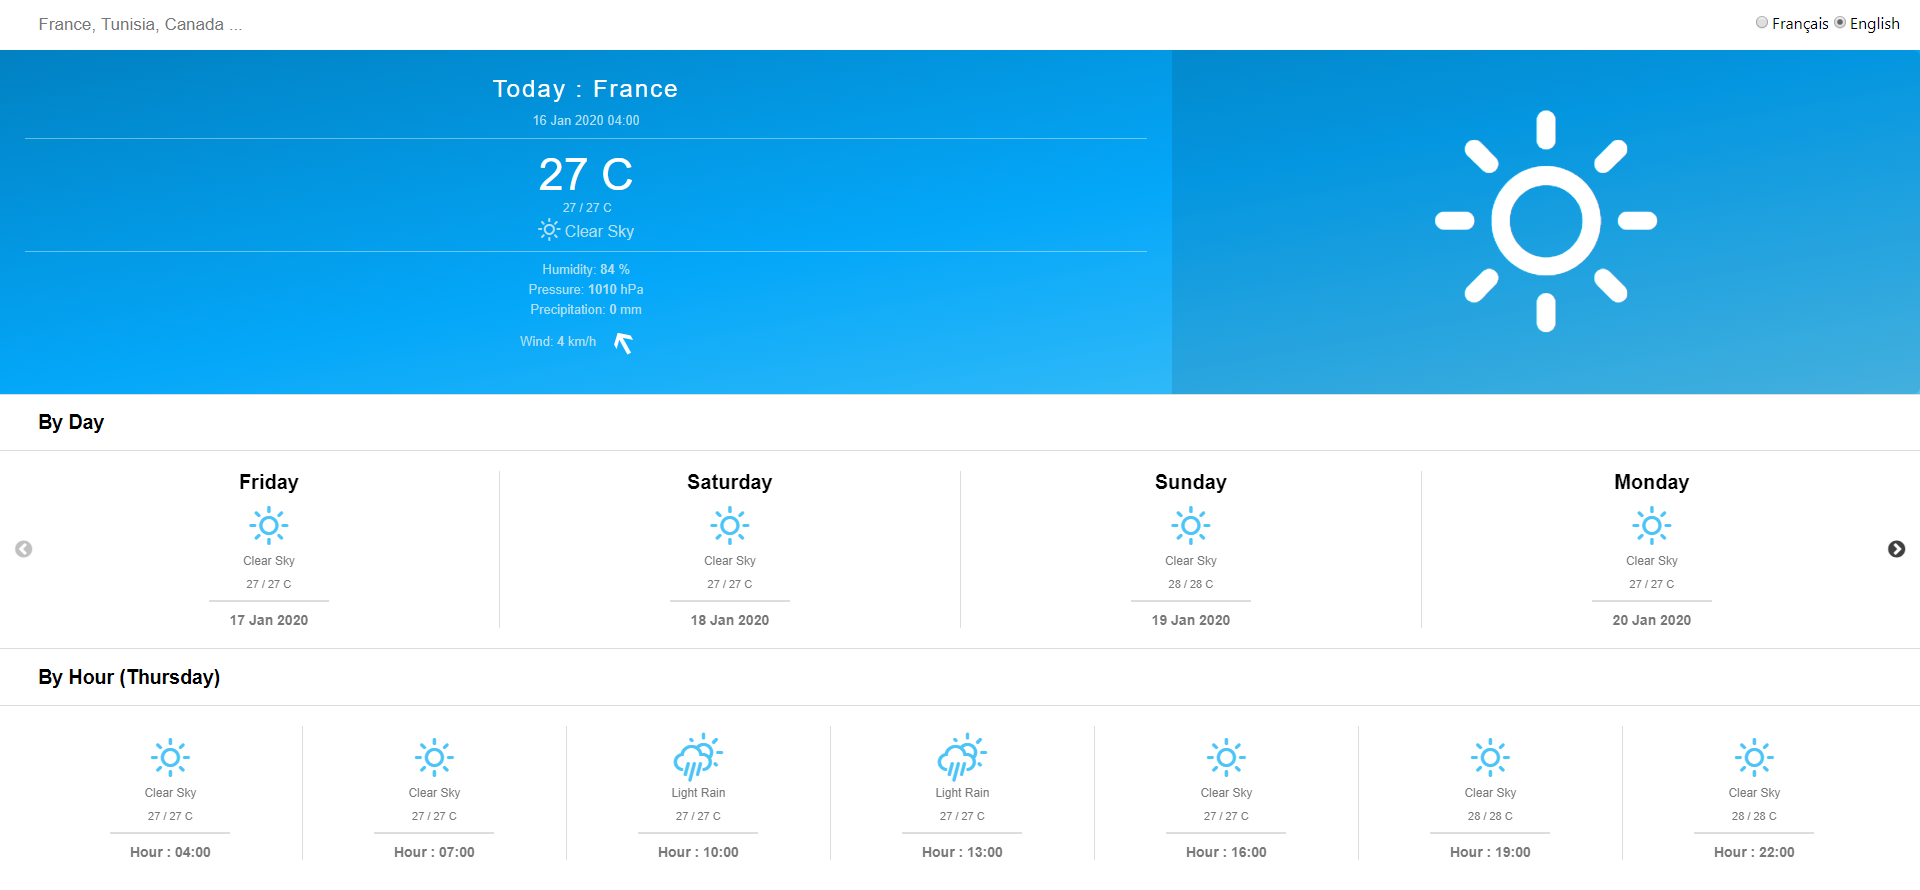 France, Tunisia, Canada ...
Français English
Today : France
16 Jan 2020 04:00
27 C
27 / 27 C
Clear Sky
Humidity: 84 %
Pressure: 1010 hPa
Precipitation: 0 mm
Wind: 4 km/h
By Day
Friday
Clear Sky
27 / 27 C
17 Jan 2020
Saturday
Clear Sky
27 / 27 C
18 Jan 2020
Sunday
Clear Sky
28 / 28 C
19 Jan 2020
Monday
Clear Sky
27 / 27 C
20 Jan 2020
By Hour (Thursday)
Clear Sky
27 / 27 C
Hour : 04:00
Clear Sky
27 / 27 C
Hour : 07:00
Light Rain
27 / 27 C
Hour : 10:00
Light Rain
27 / 27 C
Hour : 13:00
Clear Sky
27 / 27 C
Hour : 16:00
Clear Sky
28 / 28 C
Hour : 19:00
Clear Sky
28 / 28 C
Hour : 22:00